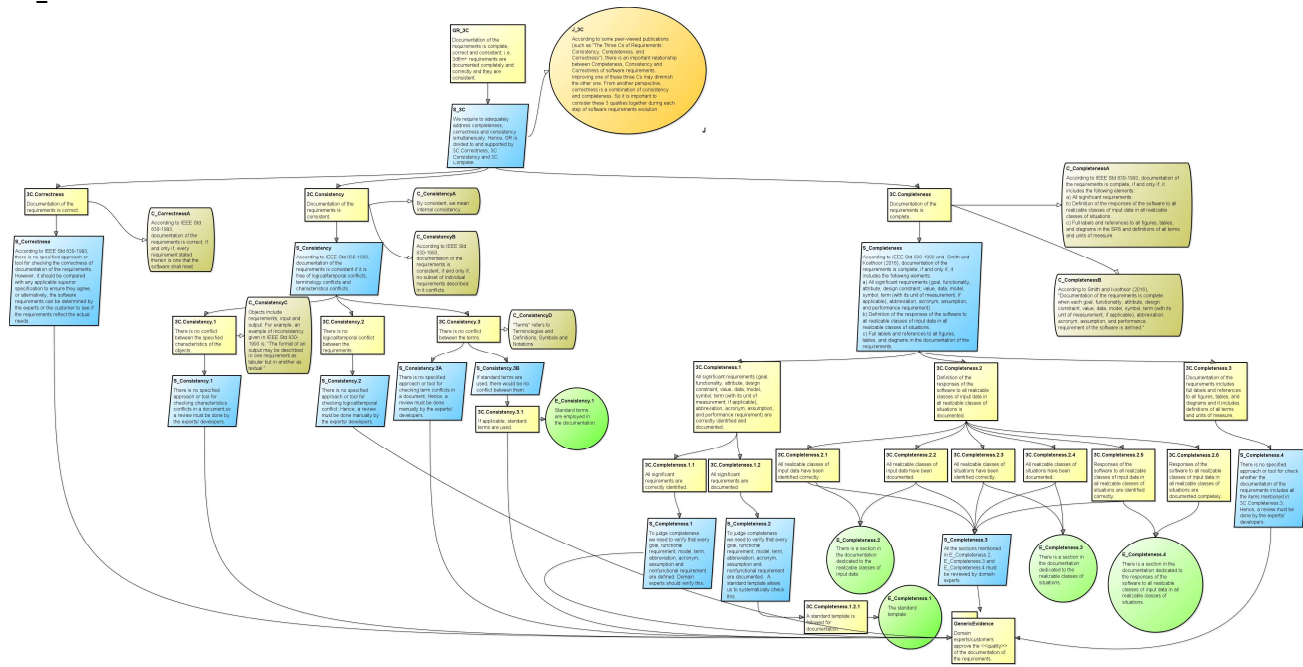 GR_3C
Documentation of the
requirements is complete,
correct and consistent: i.e.
3dfim+ requirements are
documented completely and
correctly and they are
consistent.
J_3C
According to some peer-viewed publications
(such as "The Three Cs of Requirements:
Consistency, Completeness, and
Correctness"), there is an important relationship
between Completeness, Consistency and
Correctness of software requirements.
Improving one of these three Cs may diminish
the other one. From another perspective,
correctness is a combination of consistency
and completeness. So it is important to
consider these 3 qualities together during each
step of software requirements evolution.
J
S_3C
We require to adequately
address completeness,
correctness and consistency
simultaneously. Hence, GR is
divided to and supported by
3C.Correctness, 3C
Consistency and 3C
Complete.
3C.Correctness
Documentation of the
requirements is correct.
C_CorrectnessA
According to IEEE Std
830-1993,
documentation of the
requirements is correct, if
and only if, every
requirement stated
therein is one that the
software shall meet.
S_Correctness
According to IEEE Std 830-1993,
there is no specified approach or
tool for checking the correctness of
documentation of the requirements.
However, it should be compared
with any applicable superior
specification to ensure they agree,
or alternatively, the software
requirements can be determined by
the experts or the customer to see if
the requirements reflect the actual
needs.
3C.Consistency
Documentation of the
requirements is
consistent.
C_ConsistencyA
By consistent, we mean
internal consistency.
C_ConsistencyB
According to IEEE Std
830-1993,
documentation or the
requirements is
consistent, if and only if,
no subset of individual
requirements described
in it conflicts.
S_Consistency
According to IEEE Std 830-1993,
documentation of the
requirements is consistent if it is
free of logical/temporal conflicts,
terminology conflicts and
characteristics conflicts.
3C.Consistency.1
There is no conflict
between the specified
characteristics of the
objects.
C_ConsistencyC
Objects include
requirements, input and
output. For example, an
example of inconsistency
given in IEEE Std 830-
1993 is "The format of an
output may be described
in one requirement as
tabular but in another as
textual."
3C.Consistency.2
There is no
logical/temporal conflict
between the
requirements.
3C.Consistency.3
There is no conflict
between the terms.
C_ConsistencyD
"Terms" refers to
Terminologies and
Definitions, Symbols and
Notations.
S_Consistency.1
There is no specified
approach or tool for
checking characteristics
conflicts in a document so
a review must be done by
the experts/ developers.
S_Consistency.2
There is no specified
approach or tool for
checking logical/temporal
conflict; Hence, a review
must be done manually by
the experts/ developers.
S_Consistency.3A
There is no specified
approach or tool for
checking term conflicts in
a document; Hence, a
review must be done
manually by the experts/
developers.
S_Consistency.3B
If standard terms are
used, there would be no
conflict between them.
3C.Consistency.3.1
If applicable, standard
terms are used.
E_Consistency.1
Standard terms
are employed in
the documentation
3C.Completeness
Documentation of the
requirements is
complete.
C_CompletenessA
According to IEEE Std 830-1993, documentation of
the requirements is complete, if and only if, it
includes the following elements:
a) All significant requirements.
b) Definition of the responses of the software to all
realizable classes of input data in all realizable
classes of situations.
c) Full labels and references to all figures, tables,
and diagrams in the SRS and definitions of all terms
and units of measure.
C_CompletenessB
According to Smith and Koothoor (2016),
"Documentation of the requirements is complete
when each goal, functionality, attribute, design
constraint, value, data, model, symbol, term (with its
unit of measurement, if applicable), abbreviation,
acronym, assumption, and performance
requirement of the software is defined."
S_Completeness
According to IEEE Std 830-1993 and Smith and
Koothoor (2016), documentation of the
requirements is complete, if and only if, it
includes the following elements:
a) All significant requirements (goal, functionality,
attribute, design constraint, value, data, model,
symbol, term (with its unit of measurement, if
applicable), abbreviation, acronym, assumption,
and performance requirement).
b) Definition of the responses of the software to
all realizable classes of input data in all realizable
classes of situations.
c) Full labels and references to all figures,
tables, and diagrams in the documentation of the
requirements.
3C.Completeness.1
All significant requirements (goal,
functionality, attribute, design
constraint, value, data, model,
symbol, term (with its unit of
measurement, if applicable),
abbreviation, acronym, assumption,
and performance requirement) are
correctly identified and
documented.
3C.Completeness.2
Definition of the
responses of the
software to all realizable
classes of input data in
all realizable classes of
situations is
documented.
3C.Completeness.3
Documentation of the
requirements includes
full labels and references
to all figures, tables, and
diagrams and it includes
definitions of all terms
and units of measure.
3C.Completeness.1.1
All significant
requirements are
correctly identified.
3C.Completeness.1.2
All significant
requirements are
documented.
3C.Completeness.2.1
All realizable classes of
input data have been
identified correctly.
3C.Completeness.2.2
All realizable classes of
input data have been
documented.
3C.Completeness.2.3
All realizable classes of
situations have been
identified correctly.
3C.Completeness.2.4
All realizable classes of
situations have been
documented.
3C.Completeness.2.5
Responses of the
software to all realizable
classes of input data in
all realizable classes of
situations are identified
correctly.
3C.Completeness.2.6
Responses of the
software to all realizable
classes of input data in
all realizable classes of
situations are
documented completely.
S_Completeness.4
There is no specified
approach or tool for check
whether the
documentation of the
requirements includes all
the items mentioned in
3C.Completeness.3;
Hence, a review must be
done by the experts/
developers.
S_Completeness.1
To judge completeness
we need to verify that every
goal, functional
requirement, model, term,
abbreviation, acronym,
assumption and
nonfunctional requirement
are defined. Domain
experts should verify this.
S_Completeness.2
To judge completeness
we need to verify that every
goal, functional
requirement, model, term,
abbreviation, acronym,
assumption and
nonfunctional requirement
are documented. A
standard template allows
us to systematically check
this.
E_Completeness.2
There is a section in
the documentation
dedicated to the
realizable classes of
input data.
S_Completeness.3
All the sections mentioned
in E_Completeness.2,
E_Completeness.3 and
E_Completeness.4 must
be reviewed by domain
experts.
E_Completeness.3
There is a section in
the documentation
dedicated to the
realizable classes of
situations.
E_Completeness.4
There is a section in the
documentation dedicated to
the responses of the
software to all realizable
classes of input data in all
realizable classes of
situations.
3C.Completeness.1.2.1
A standard template is
followed for
documentation.
E_Completeness.1
The standard
template.
GenericEvidence
Domain
experts/customers
approve the <<quality>>
of the documentation of
the requirements.